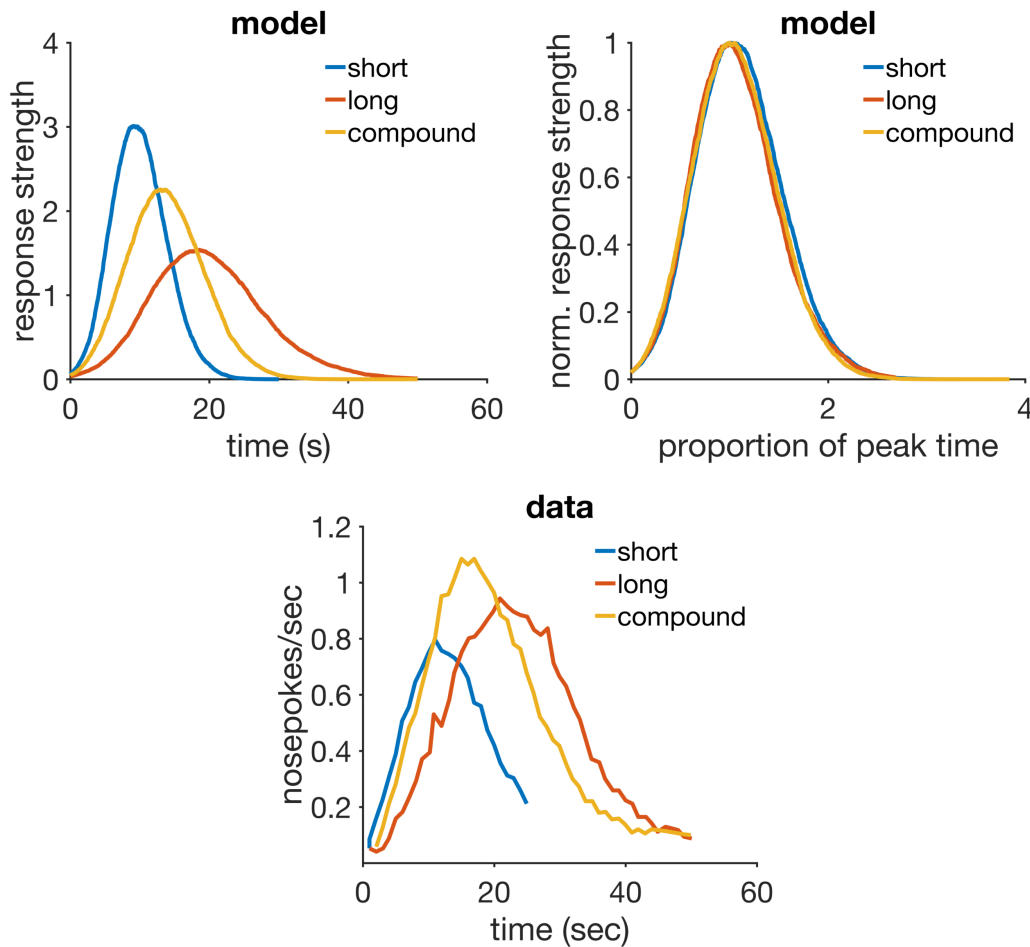 model
response strength
4
3
2
1
0
0 20 40 60
time (s)
short
long
compound
model
norm. response strength
1
0.8
0.6
0.4
0.2
0
0 2 4
proportion of peak time
short
long
compound
data
nosepokes/sec
1.2
1
0.8
0.6
0.4
0.2
0 20 40 60
time (sec)
short
long
compound